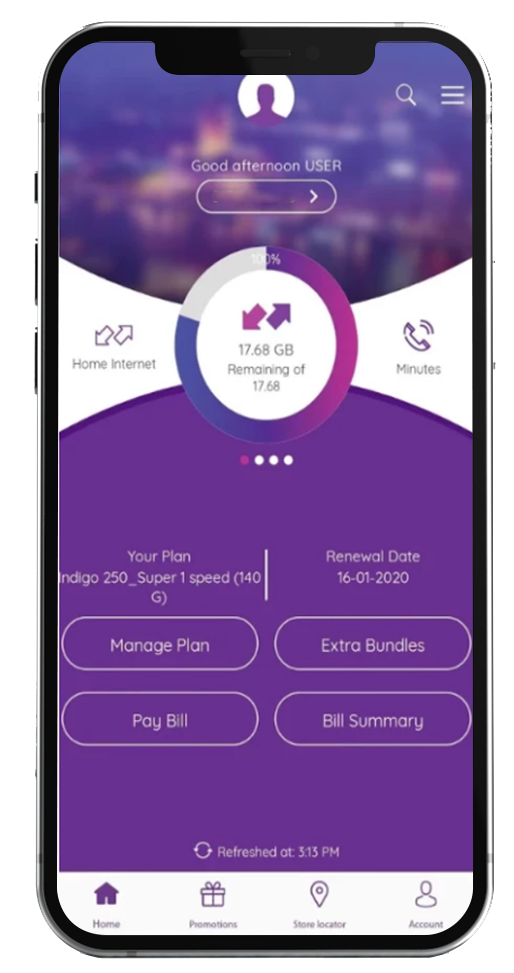 Good afternoon USER
100%
17.68 GB
Remaining of
17.68
Home Internet
Minutes
Your Plan
Indigo 250_Super 1 speed (140
G)
Renewal Date
16-01-2020
Manage Plan
Extra Bundles
Pay Bill
Bill Summary
Refreshed at: 3:13 PM
Home
Promotions
Store locator
Account